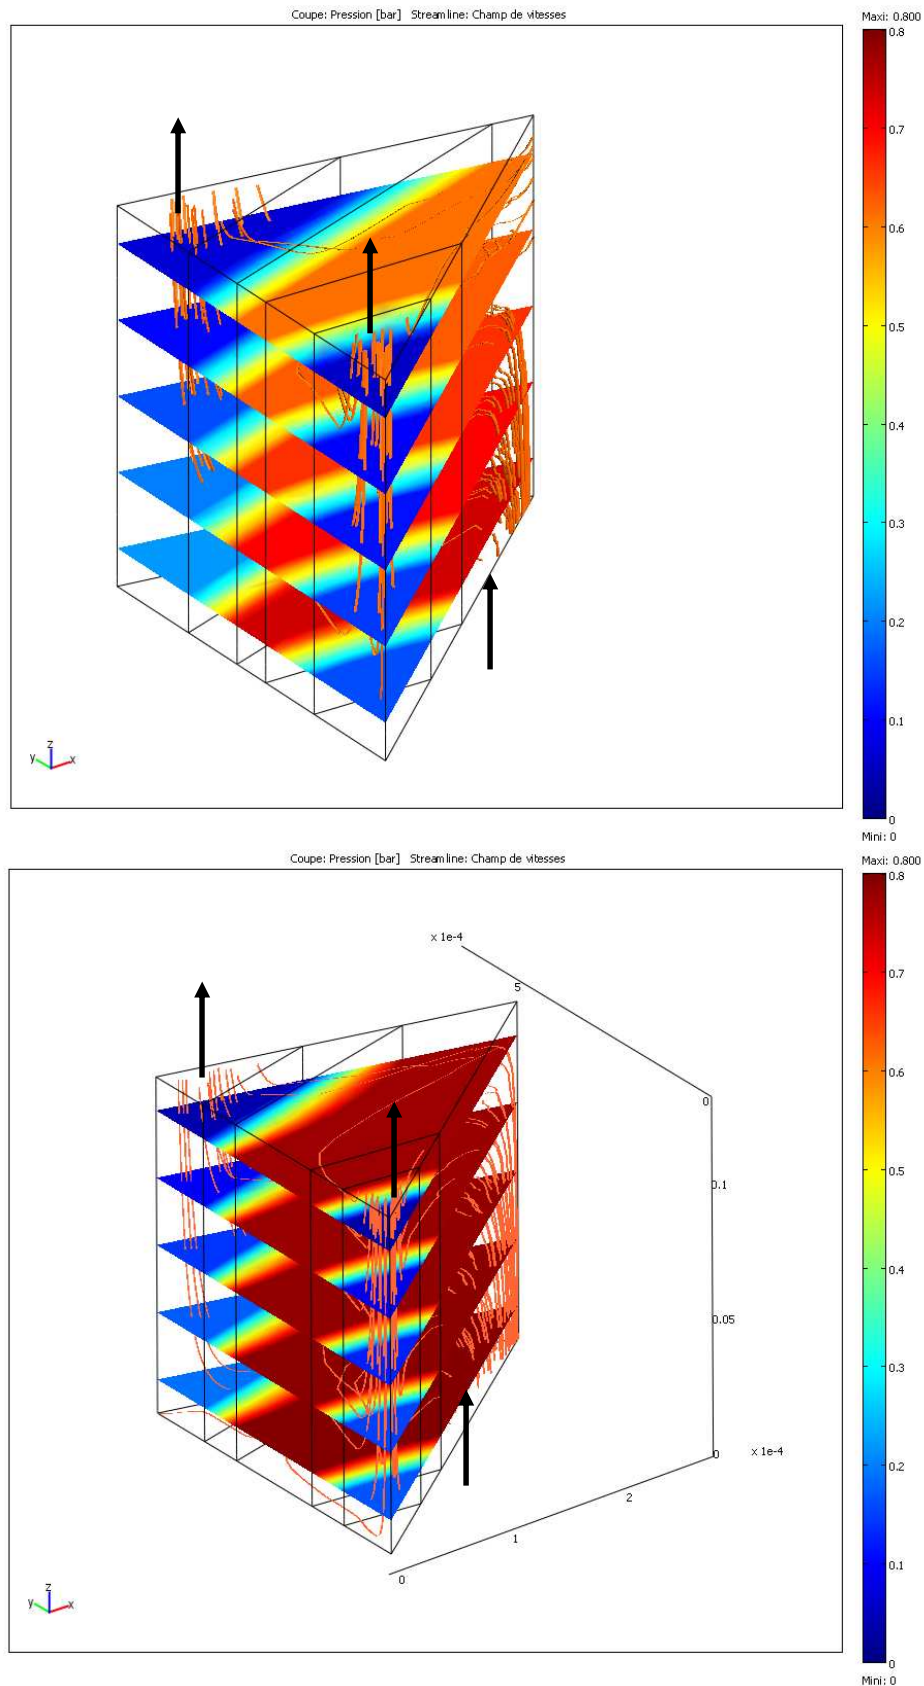 Coupe: Pression [bar] Streamline: Champ de vitesses
Maxi: 0.800
0.8
0.7
0.6
0.5
0.4
0.3
0.2
0.1
0
Mini: 0
z
y x
Coupe: Pression [bar] Streamline: Champ de vitesses
Maxi: 0.800
0.8
0.7
0.6
0.5
0.4
0.3
0.2
0.1
0
Mini: 0
x 1e-4
5
0
0.1
0.05
0 x 1e-4
2
1
0
z
y x